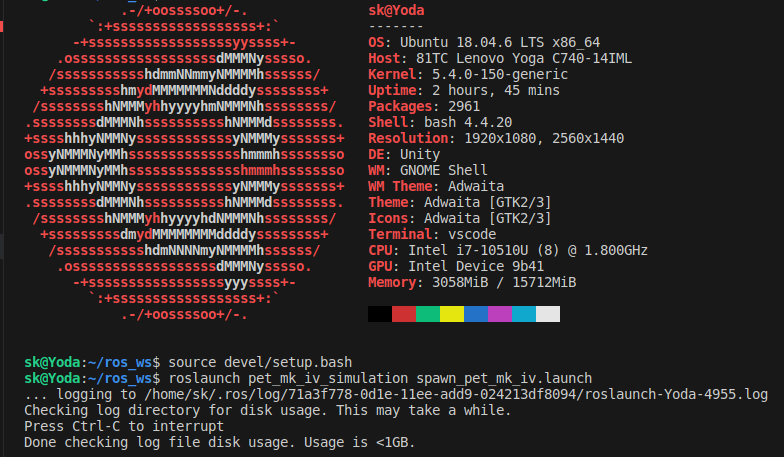 .-/+oossssoo+/-.               sk@Yoda
        `:+ssssssssssssssssss+:`           -------
      -+ssssssssssssssssssyyssss+-         OS: Ubuntu 18.04.6 LTS x86_64
    .ossssssssssssssssssdMMMNysssso.       Host: 81TC Lenovo Yoga C740-14IML
   /ssssssssssshdmmNNmmyNMMMMhssssss/      Kernel: 5.4.0-150-generic
  +ssssssssshmydMMMMMMMNddddyssssssss+     Uptime: 2 hours, 45 mins
 /sssssssshNMMMyhhyyyyhmNMMMNhssssssss/    Packages: 2961
.ssssssssdMMMNhsssssssssshNMMMdssssssss.   Shell: bash 4.4.20
+sssshhhyNMMNyssssssssssssyNMMMysssssss+   Resolution: 1920x1080, 2560x1440
ossyNMMMNyMMhsssssssssssssshmmmhssssssso   DE: Unity
ossyNMMMNyMMhsssssssssssssshmmmhssssssso   WM: GNOME Shell
+sssshhhyNMMNyssssssssssssyNMMMysssssss+   WM Theme: Adwaita
.ssssssssdMMMNhsssssssssshNMMMdssssssss.   Theme: Adwaita [GTK2/3]
 /sssssssshNMMMyhhyyyyhdNMMMNhssssssss/    Icons: Adwaita [GTK2/3]
  +sssssssssdmydMMMMMMMMddddyssssssss+     Terminal: vscode
   /ssssssssssshdmNNNNmyNMMMMhssssss/      CPU: Intel i7-10510U (8) @ 1.800GHz
    .ossssssssssssssssssdMMMNysssso.       GPU: Intel Device 9b41
      -+sssssssssssssssssyyyssss+-         Memory: 3058MiB / 15712MiB
        `:+ssssssssssssssssss+:`
            .-/+oossssoo+/-.
sk@Yoda:~/ros_ws$ source devel/setup.bash
sk@Yoda:~/ros_ws$ roslaunch pet_mk_iv_simulation spawn_pet_mk_iv.launch
... logging to /home/sk/.ros/log/71a3f778-0d1e-11ee-add9-024213df8094/roslaunch-Yoda-4955.log
Checking log directory for disk usage. This may take a while.
Press Ctrl-C to interrupt
Done checking log file disk usage. Usage is <1GB.